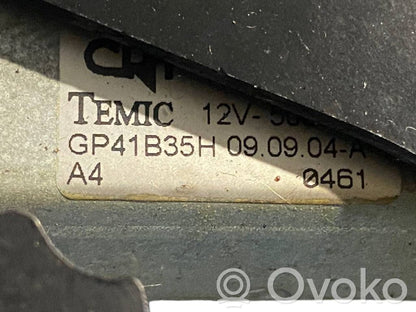 TEMIC 12V-
GP41B35H 09.09.04-A
A4 0461
© Ovoko